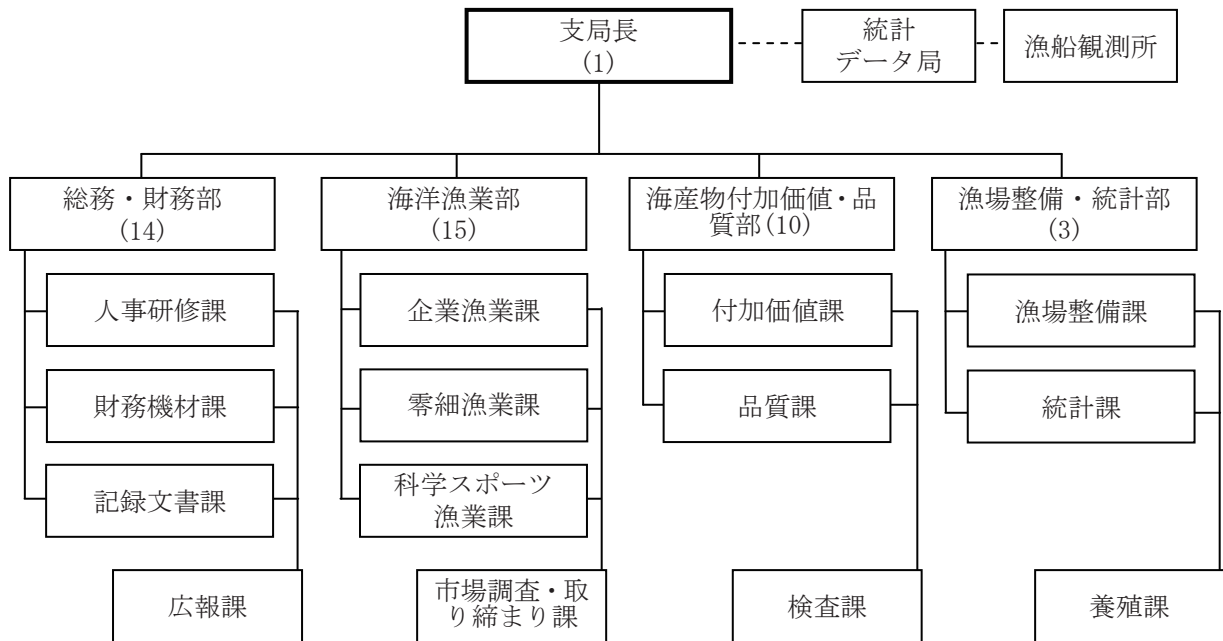 支局長
(1)
統計
データ局
漁船観測所
総務・財務部
(14)
海洋漁業部
(15)
海産物付加価値・品
質部(10)
漁場整備・統計部
(3)
人事研修課
企業漁業課
付加価値課
漁場整備課
財務機材課
零細漁業課
品質課
統計課
記録文書課
科学スポーツ
漁業課
広報課
市場調査・取
り締まり課
検査課
養殖課